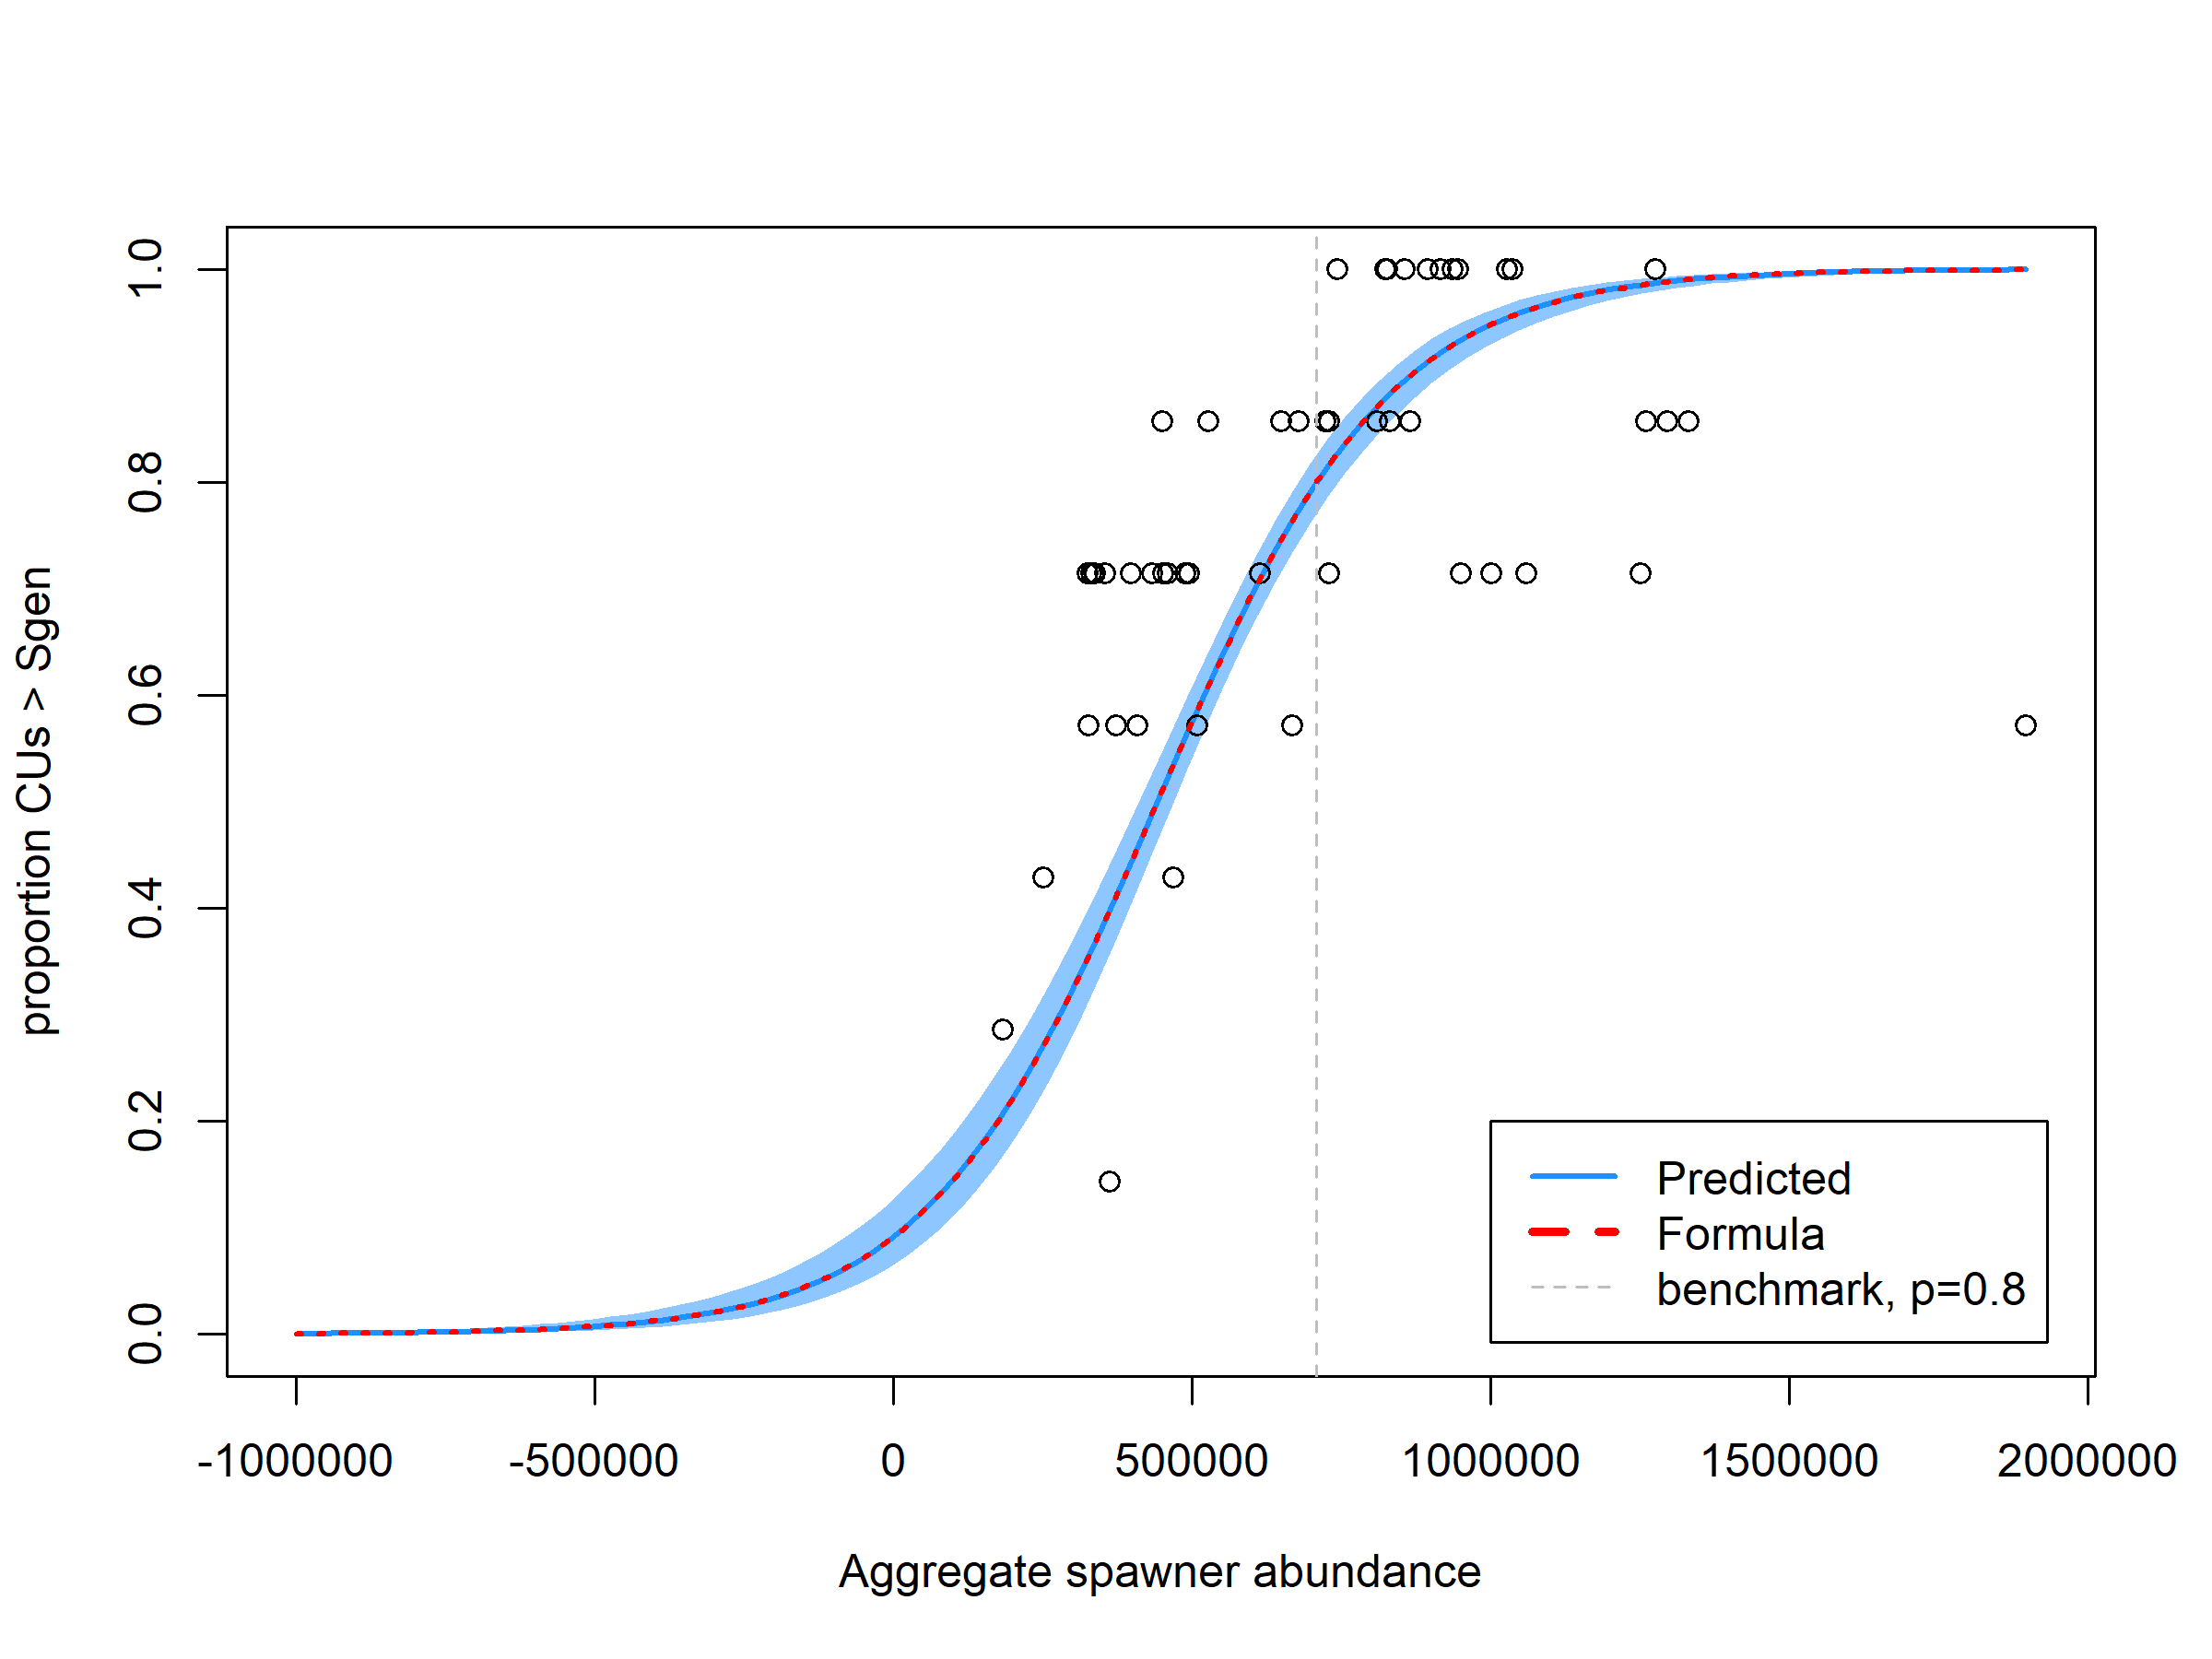 proportion CUs > Sgen
1.0
0.8
0.6
0.4
0.2
0.0
Predicted
Formula
benchmark, p=0.8
-1000000 -500000 0 500000 1000000 1500000 2000000
Aggregate spawner abundance